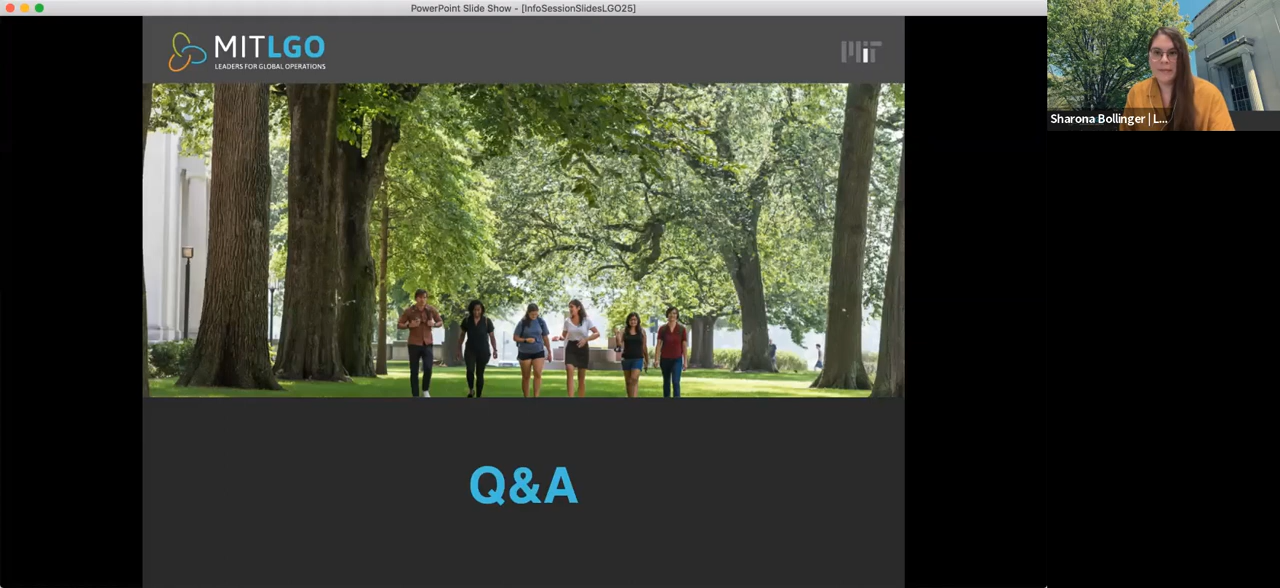 PowerPoint Slide Show - [InfoSessionSlidesLGO25]
MITLGO
LEADERS FOR GLOBAL OPERATIONS
MIT
Sharona Bollinger | L...
Q&A